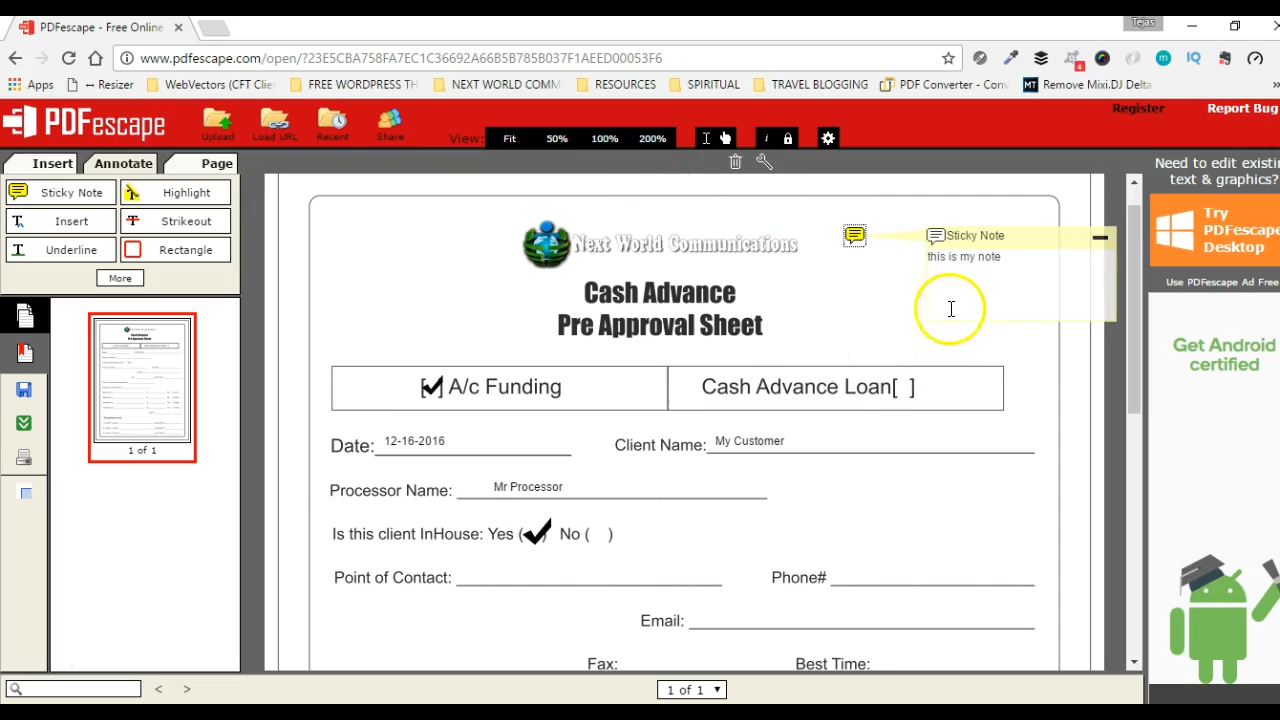 PDFescape - Free Online
Tejas
www.pdfescape.com/open/?23E5CBA7E8FA7EC1C36602A66B5B785B037F1AEED00053F6
Apps
Resizer
WebVectors (CFT Clie
FREE WORDPRESS TH
NEXT WORLD COMM
RESOURCES
SPIRITUAL
TRAVEL BLOGGING
PDF Converter - Conv
Remove Mixi.DJ Delta
PDFescape
Upload
Load URL
Recent
Share
View:
Fit
50%
100%
200%
Register
Report Bug
Insert
Annotate
Page
Sticky Note
Highlight
Insert
Strikeout
Underline
Rectangle
More
1 of 1
Next World Communications
Sticky Note
this is my note
Cash Advance
Pre Approval Sheet
[✓] A/c Funding
Cash Advance Loan[ ]
Date: 12-16-2016
Client Name: My Customer
Processor Name: Mr Processor
Is this client InHouse: Yes (✓) No ( )
Point of Contact:
Phone#
Email:
Fax:
Best Time:
Need to edit existin
text & graphics?
Try
PDFescape
Desktop
Use PDFescape Ad Free
Get Android
certified
1 of 1